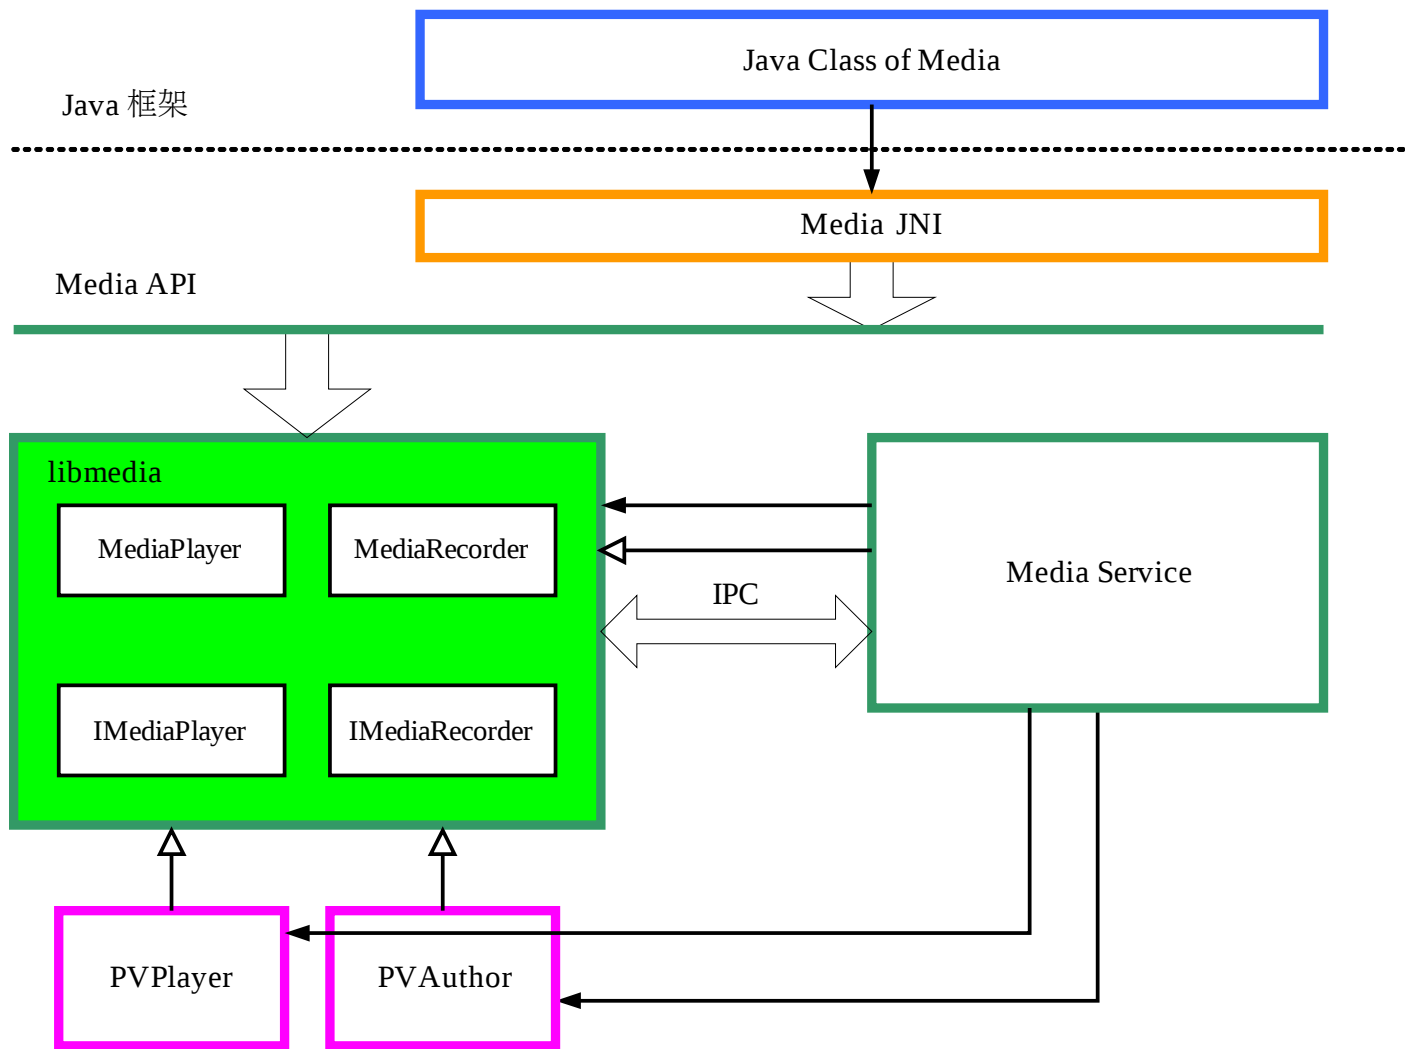 Java Class of Media
Java 框架
Media JNI
Media API
libmedia
MediaPlayer
MediaRecorder
IPC
Media Service
IMediaPlayer
IMediaRecorder
PVPlayer
PVAuthor